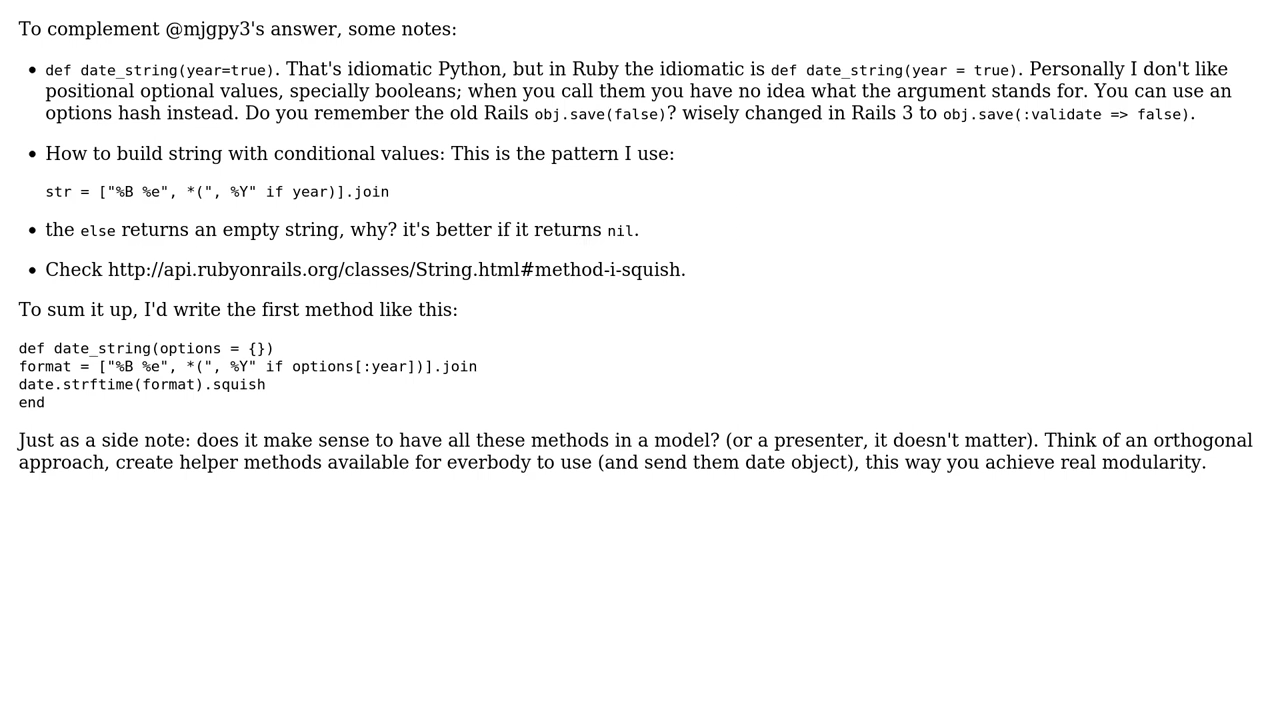 To complement @mjgpy3's answer, some notes:
• def date_string(year=true). That's idiomatic Python, but in Ruby the idiomatic is def date_string(year = true). Personally I don't like
positional optional values, specially booleans; when you call them you have no idea what the argument stands for. You can use an
options hash instead. Do you remember the old Rails obj.save(false)? wisely changed in Rails 3 to obj.save(:validate => false).
• How to build string with conditional values: This is the pattern I use:
str = ["%B %e", *(", %Y" if year)].join
• the else returns an empty string, why? it's better if it returns nil.
• Check http://api.rubyonrails.org/classes/String.html#method-i-squish.
To sum it up, I'd write the first method like this:
def date_string(options = {})
format = ["%B %e", *(", %Y" if options[:year])].join
date.strftime(format).squish
end
Just as a side note: does it make sense to have all these methods in a model? (or a presenter, it doesn't matter). Think of an orthogonal
approach, create helper methods available for everbody to use (and send them date object), this way you achieve real modularity.